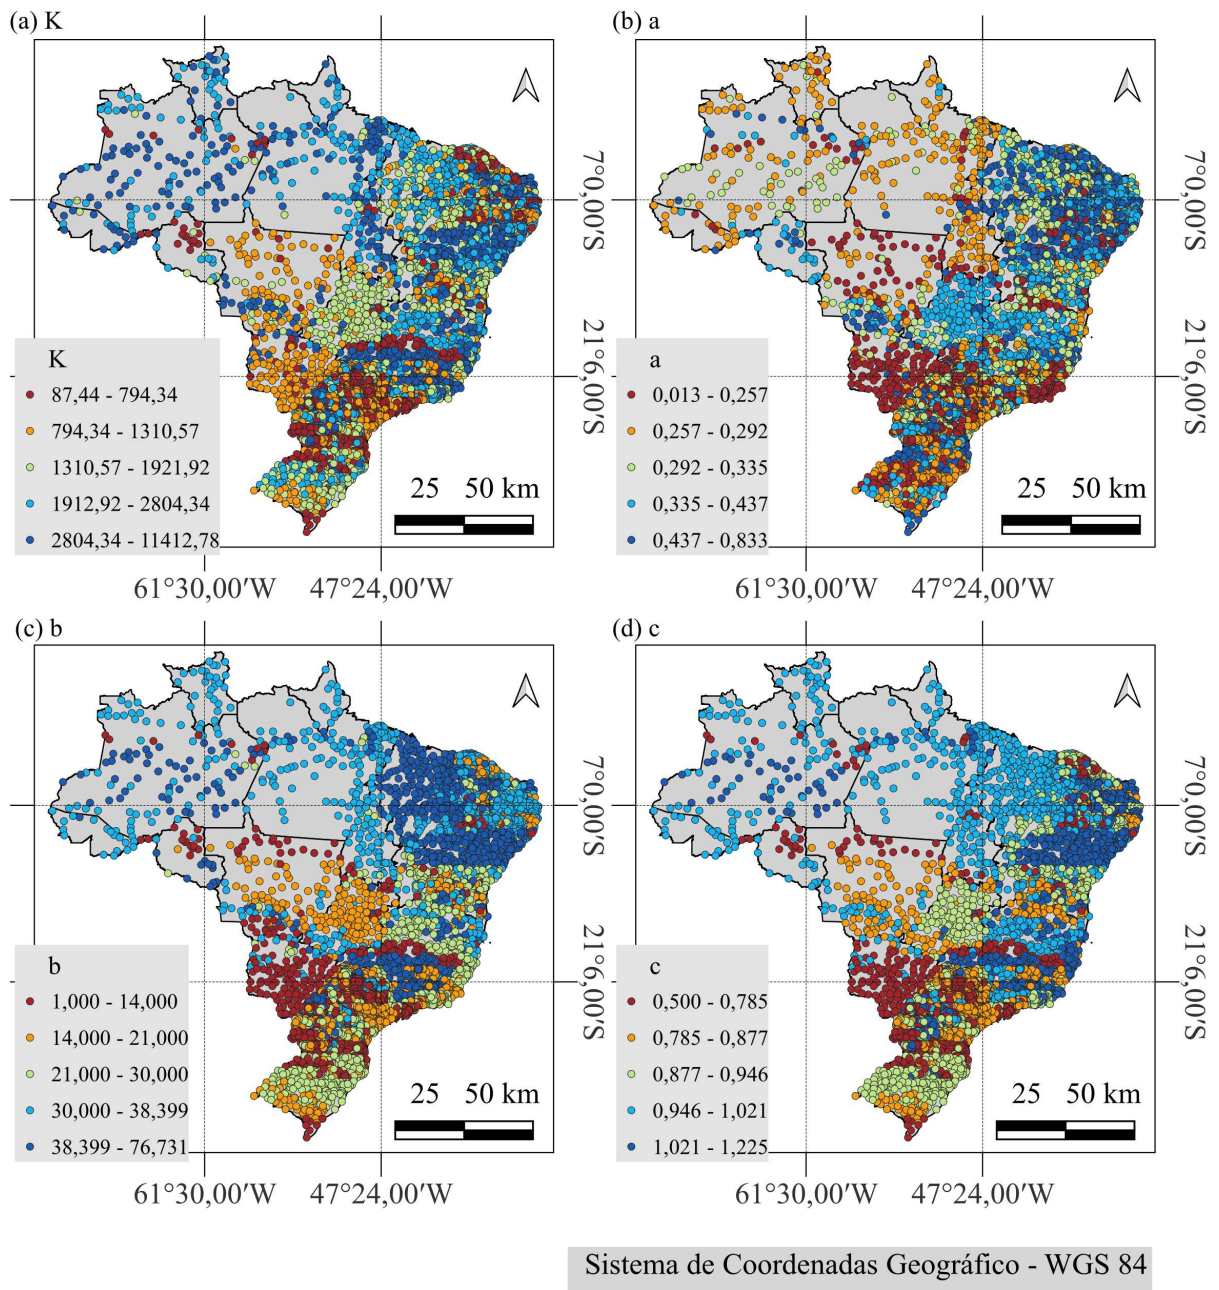 (a) K
7°0,00'S
21°6,00'S
K
87,44 - 794,34
794,34 - 1310,57
1310,57 - 1921,92
1912,92 - 2804,34
2804,34 - 11412,78
25 50 km
61°30,00'W 47°24,00'W
(b) a
7°0,00'S
21°6,00'S
a
0,013 - 0,257
0,257 - 0,292
0,292 - 0,335
0,335 - 0,437
0,437 - 0,833
25 50 km
61°30,00'W 47°24,00'W
(c) b
7°0,00'S
21°6,00'S
b
1,000 - 14,000
14,000 - 21,000
21,000 - 30,000
30,000 - 38,399
38,399 - 76,731
25 50 km
61°30,00'W 47°24,00'W
(d) c
7°0,00'S
21°6,00'S
c
0,500 - 0,785
0,785 - 0,877
0,877 - 0,946
0,946 - 1,021
1,021 - 1,225
25 50 km
61°30,00'W 47°24,00'W
Sistema de Coordenadas Geográfico - WGS 84